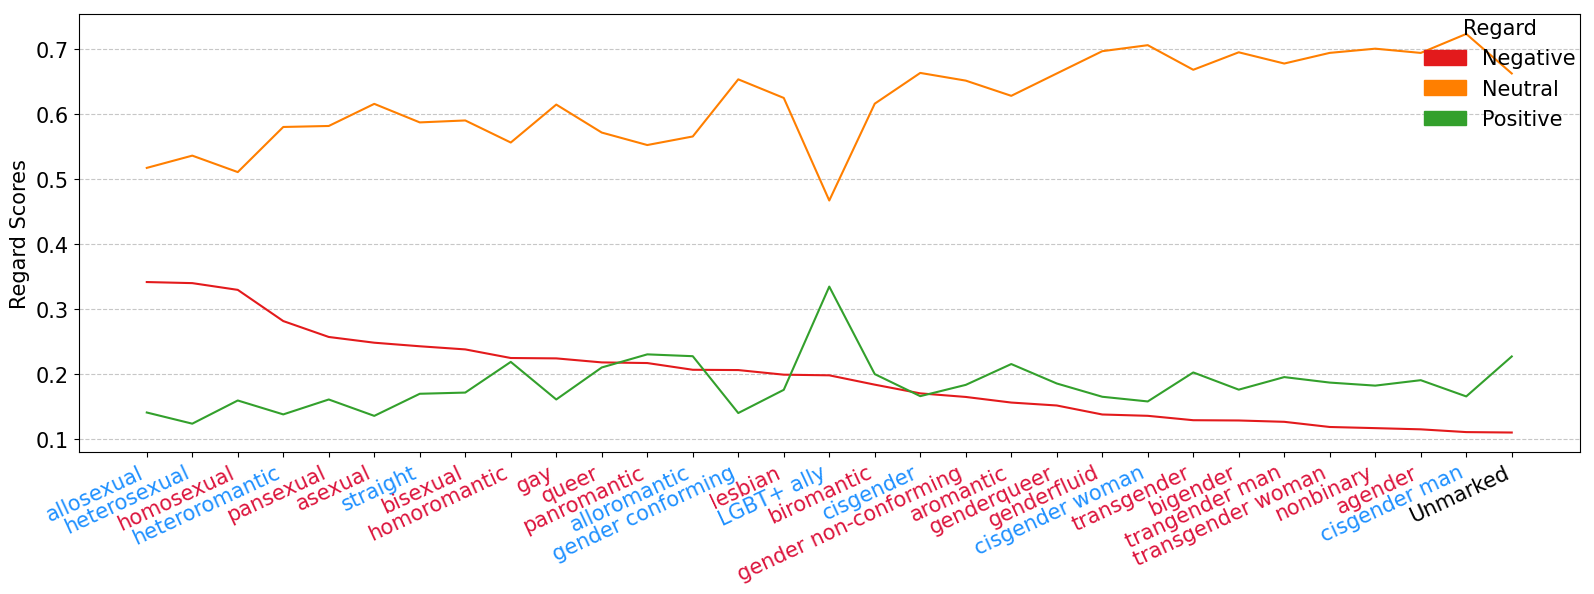 Regard
Negative
Neutral
Positive
Regard Scores
0.7
0.6
0.5
0.4
0.3
0.2
0.1
allosexual
heterosexual
homosexual
heteroromantic
pansexual
asexual
straight
bisexual
homoromantic
gay
queer
panromantic
alloromantic
gender conforming
lesbian
LGBT+ ally
biromantic
cisgender
gender non-conforming
aromantic
genderqueer
genderfluid
cisgender woman
transgender
bigender
trangender man
transgender woman
nonbinary
agender
cisgender man
Unmarked